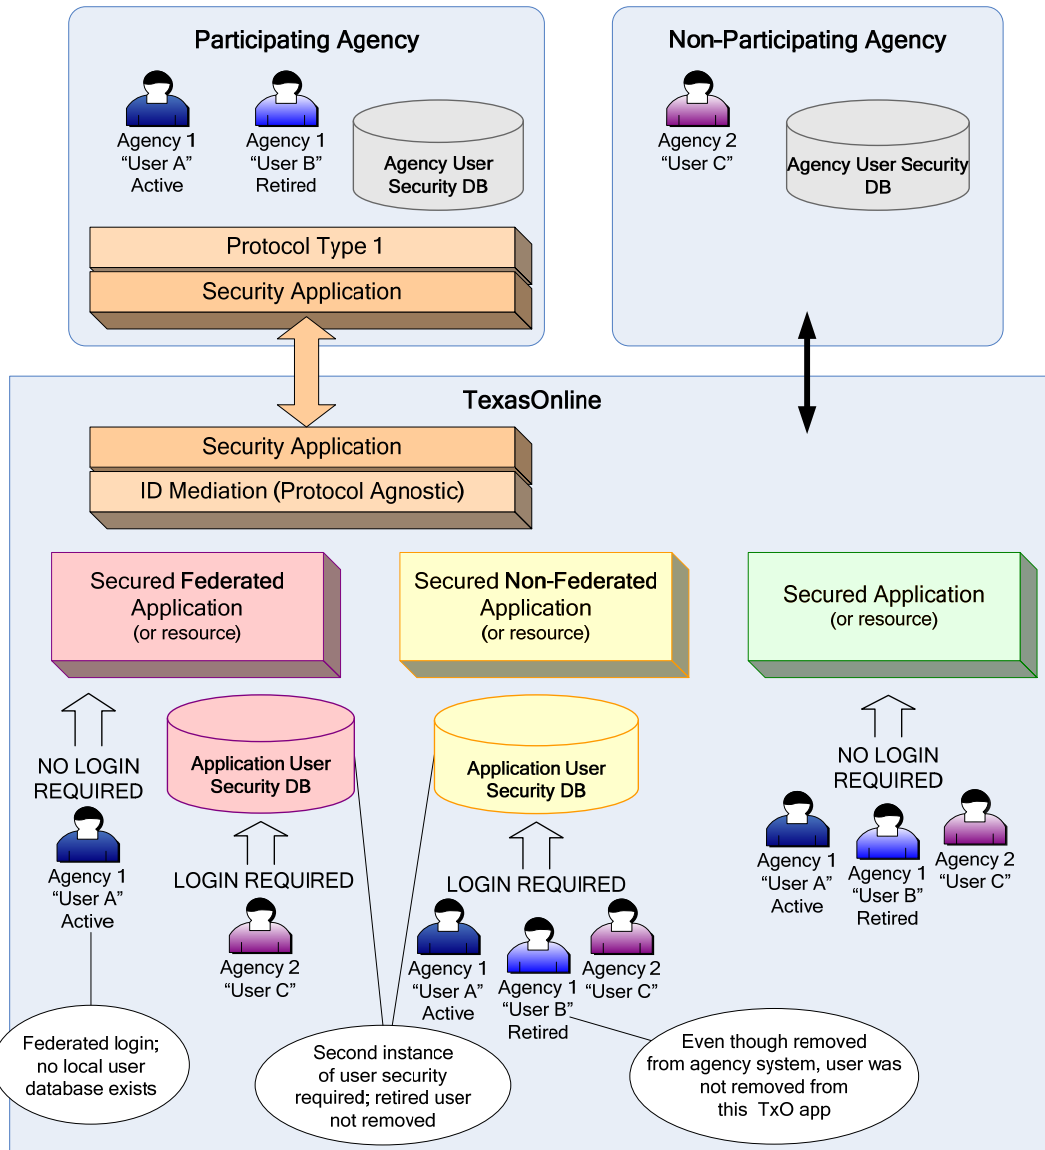 Participating Agency
Agency 1
“User A”
Active
Agency 1
“User B”
Retired
Agency User
Security DB
Protocol Type 1
Security Application
Non-Participating Agency
Agency 2
“User C”
Agency User Security
DB
TexasOnline
Security Application
ID Mediation (Protocol Agnostic)
Secured Federated
Application
(or resource)
Secured Non-Federated
Application
(or resource)
Secured Application
(or resource)
NO LOGIN
REQUIRED
Agency 1
“User A”
Active
Application User
Security DB
LOGIN REQUIRED
Agency 2
“User C”
Application User
Security DB
LOGIN REQUIRED
Agency 1
“User A”
Active
Agency 1
“User B”
Retired
Agency 2
“User C”
NO LOGIN
REQUIRED
Agency 1
“User A”
Active
Agency 1
“User B”
Retired
Agency 2
“User C”
Federated login;
no local user
database exists
Second instance
of user security
required; retired user
not removed
Even though removed
from agency system, user was
not removed from
this TxO app